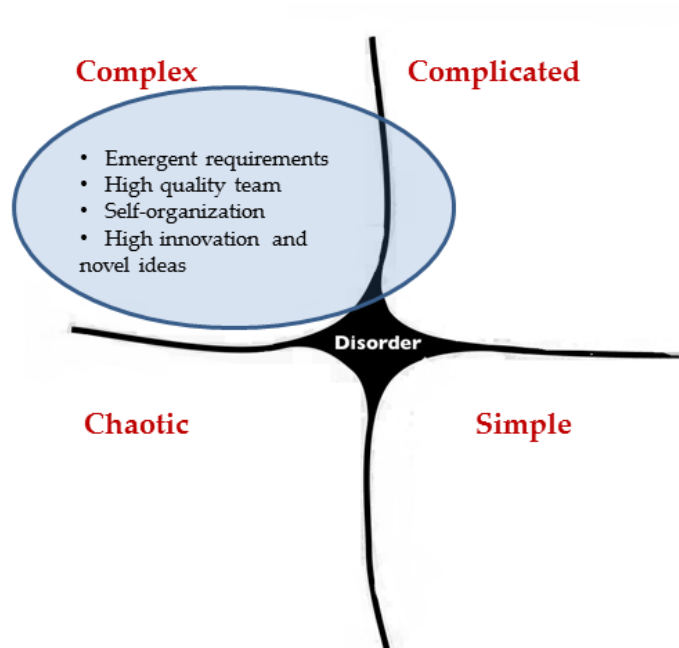 Complex
Complicated
• Emergent requirements
• High quality team
• Self-organization
• High innovation and
novel ideas
Disorder
Chaotic
Simple